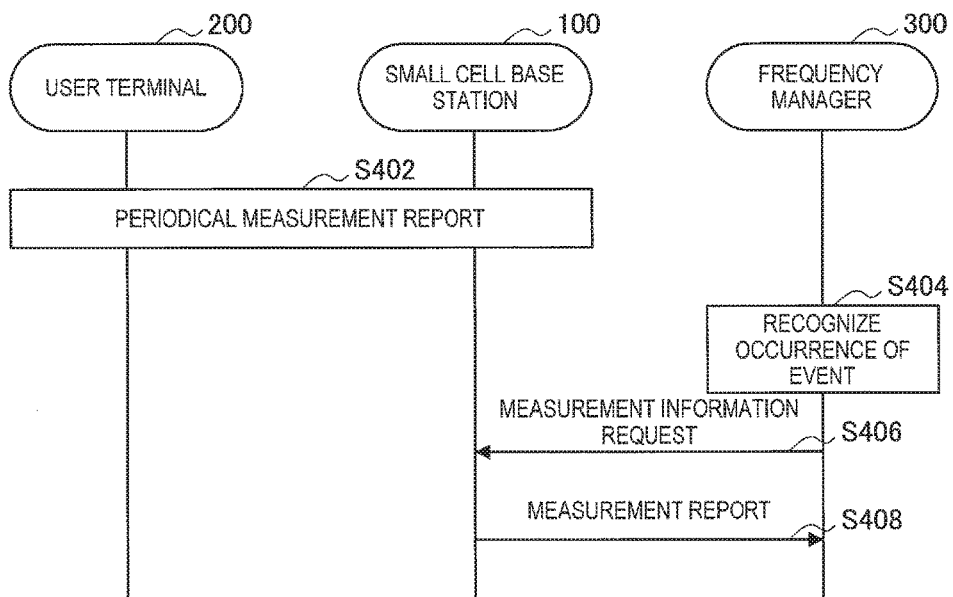 200
100
300
USER TERMINAL
SMALL CELL BASE
STATION
FREQUENCY
MANAGER
S402
PERIODICAL MEASUREMENT REPORT
S404
RECOGNIZE
OCCURRENCE OF
EVENT
MEASUREMENT INFORMATION
REQUEST
S406
MEASUREMENT REPORT
S408